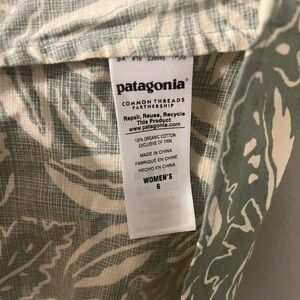 patagonia®
COMMON THREADS
PARTNERSHIP
Repair, Reuse, Recycle
This Product
www.patagonia.com
100% ORGANIC COTTON
EXCLUSIVE OF TRIM
MADE IN CHINA
FABRIQUÉ EN CHINE
HECHO EN CHINA
WOMEN'S
6